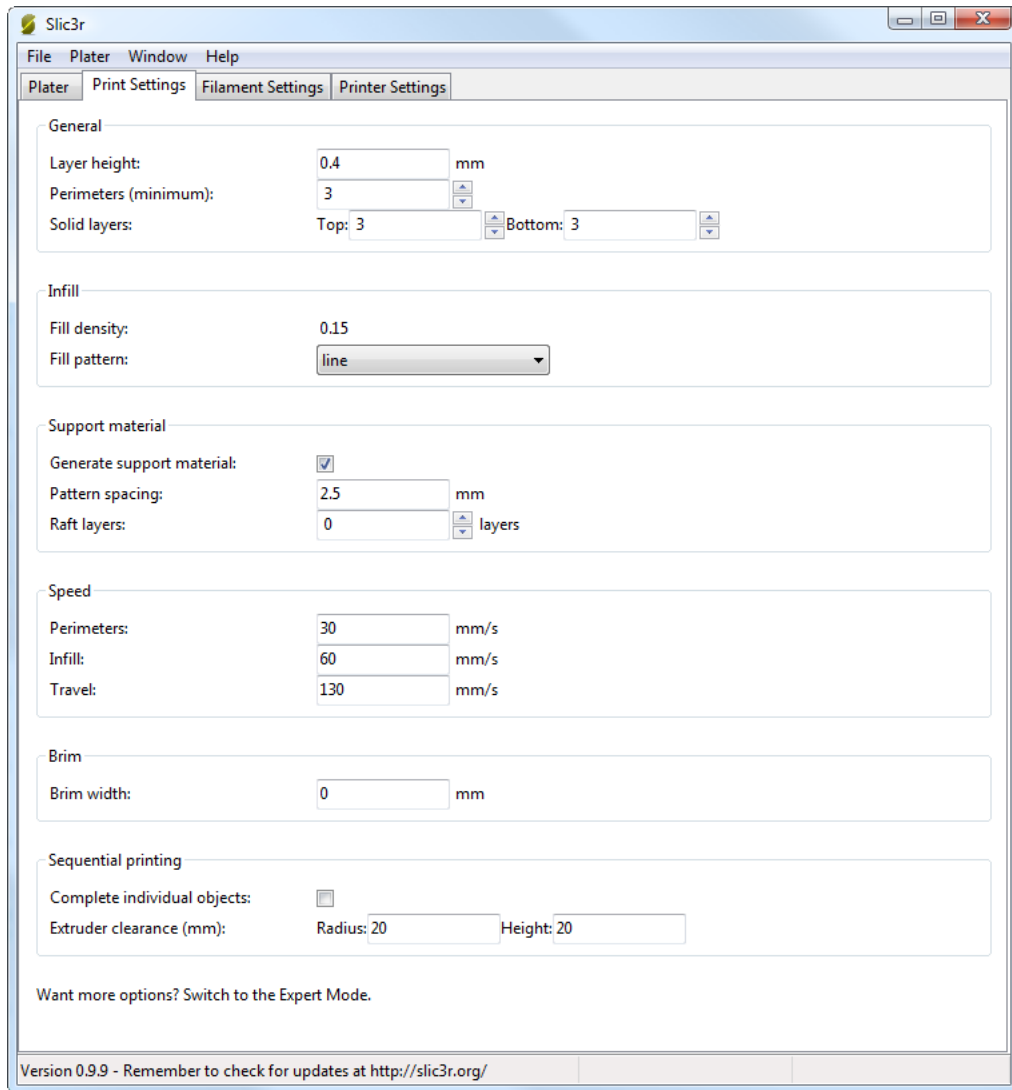 Slic3r
File Plater Window Help
Plater Print Settings Filament Settings Printer Settings
General
Layer height: 0.4 mm
Perimeters (minimum): 3
Solid layers: Top: 3 Bottom: 3
Infill
Fill density: 0.15
Fill pattern: line
Support material
Generate support material:
Pattern spacing: 2.5 mm
Raft layers: 0 layers
Speed
Perimeters: 30 mm/s
Infill: 60 mm/s
Travel: 130 mm/s
Brim
Brim width: 0 mm
Sequential printing
Complete individual objects:
Extruder clearance (mm): Radius: 20 Height: 20
Want more options? Switch to the Expert Mode.
Version 0.9.9 - Remember to check for updates at http://slic3r.org/